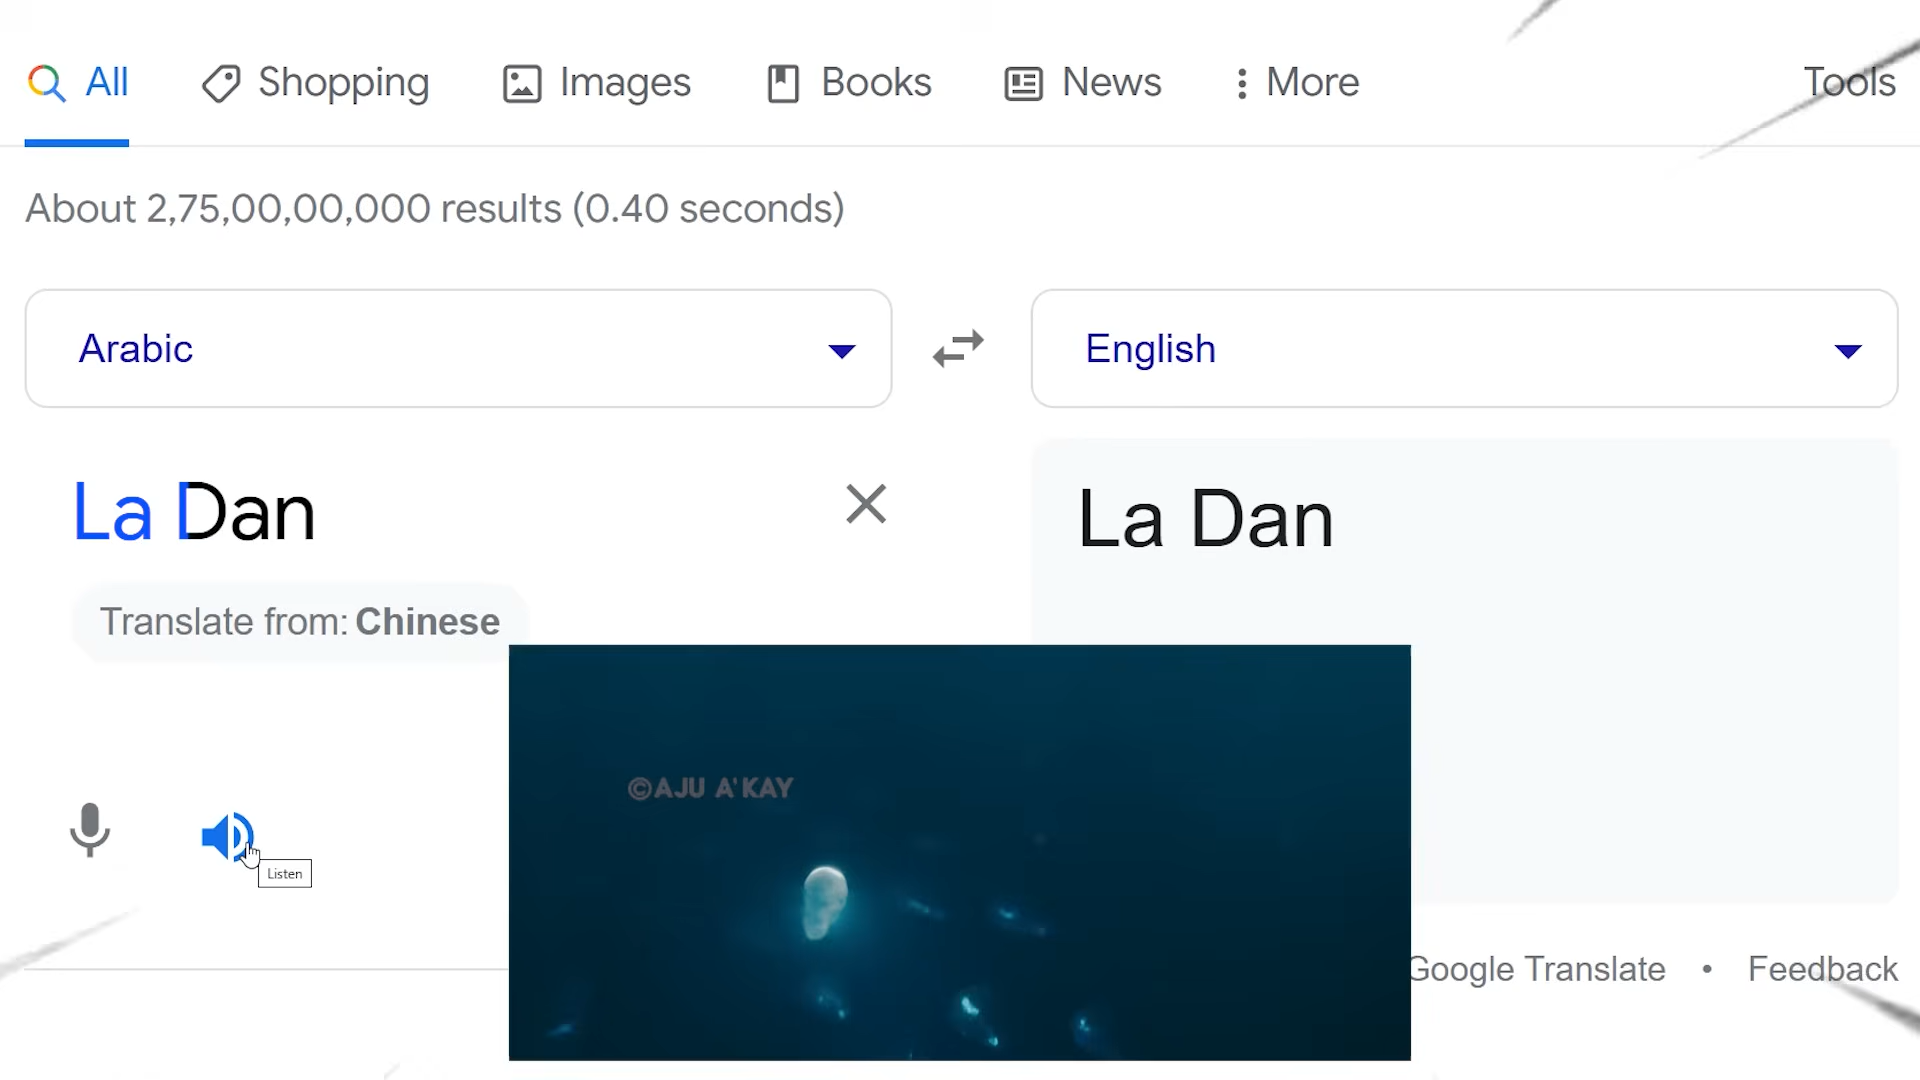 All Shopping Images Books News More Tools
About 2,75,00,00,000 results (0.40 seconds)
Arabic English
La Dan La Dan
Translate from: Chinese
©AJU A'KAY
Listen
Google Translate • Feedback